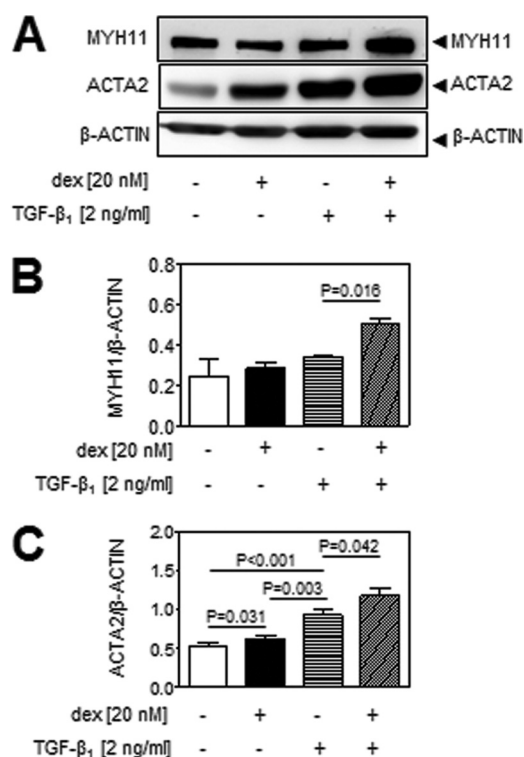 A
MYH11 ◄MYH11
ACTA2 ◄ACTA2
β-ACTIN ◄β-ACTIN
dex [20 nM] - + - +
TGF-β₁ [2 ng/ml] - - + +
B
MYH11/β-ACTIN
0.8
0.6
0.4
0.2
0.0
P=0.016
dex [20 nM] - + - +
TGF-β₁ [2 ng/ml] - - + +
C
ACTA2/β-ACTIN
2.0
1.5
1.0
0.5
0.0
P=0.042
P<0.001
P=0.003
P=0.031
dex [20 nM] - + - +
TGF-β₁ [2 ng/ml] - - + +